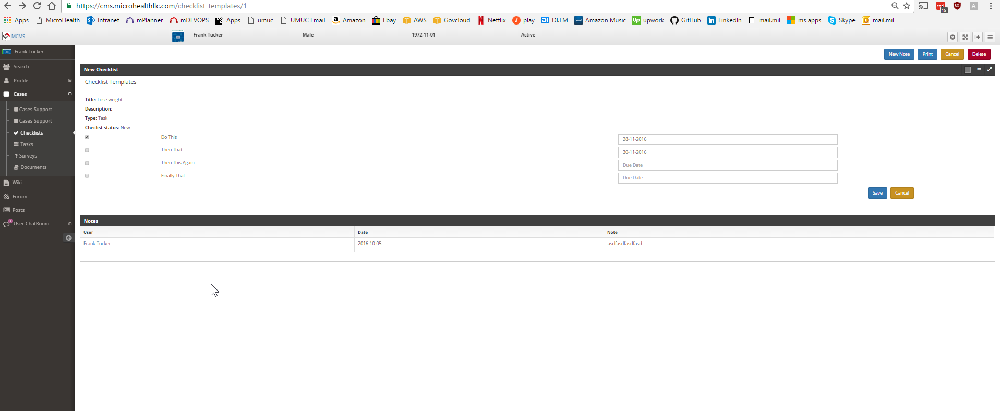 https://cms.microhealthllc.com/checklist_templates/1
15
UD
A
Apps MicroHealth Intranet mPlanner mDEVOPS Apps umuc UMUC Email Amazon Ebay AWS Govcloud Netflix play DI.FM Amazon Music upwork GitHub LinkedIn mail.mil ms apps Skype mail.mil
MCMS Frank Tucker Male 1972-11-01 Active
Frank.Tucker
New Note Print Cancel Delete
Search
Profile
Cases
Cases Support
Cases Support
Checklists
Tasks
? Surveys
Documents
Wiki
Forum
Posts
User ChatRoom
New Checklist
Checklist Templates
Title: Lose weight
Description:
Type: Task
Checlist status: New
Do This 28-11-2016
Then That 30-11-2016
Then This Again Due Date
Finally That Due Date
Save Cancel
Notes
User Date Note
Frank Tucker 2016-10-05 asdfasdfasdfasd